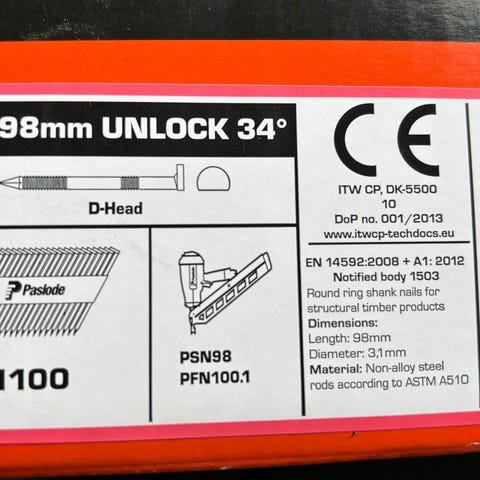 98mm UNLOCK 34°
D-Head
Paslode
1100
PSN98
PFN100.1
CE
ITW CP, DK-5500
10
DoP no. 001/2013
www.itwcp-techdocs.eu
EN 14592:2008 + A1: 2012
Notified body 1503
Round ring shank nails for
structural timber products
Dimensions:
Length: 98mm
Diameter: 3,1mm
Material: Non-alloy steel
rods according to ASTM A510